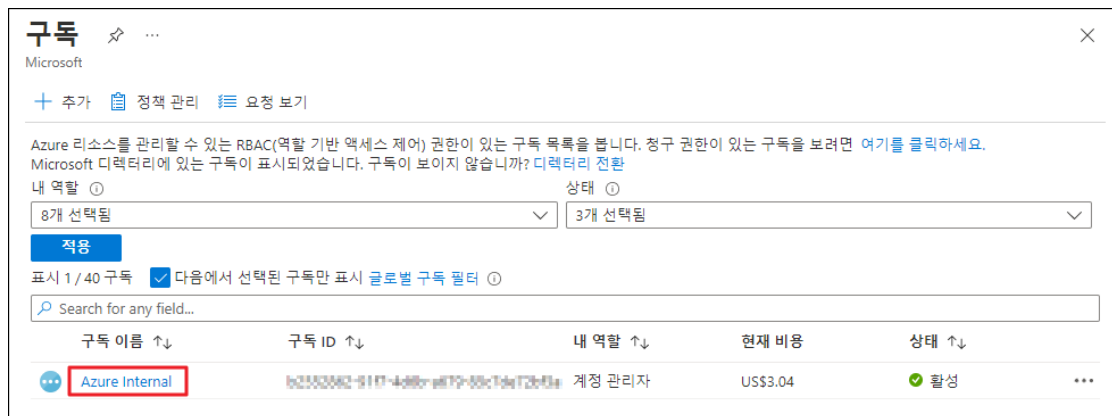 구독
Microsoft
추가 정책 관리 요청 보기
Azure 리소스를 관리할 수 있는 RBAC(역할 기반 액세스 제어) 권한이 있는 구독 목록을 봅니다. 청구 권한이 있는 구독을 보려면 여기를 클릭하세요.
Microsoft 디렉터리에 있는 구독이 표시되었습니다. 구독이 보이지 않습니까? 디렉터리 전환
내 역할 상태
8개 선택됨 3개 선택됨
적용
표시 1 / 40 구독 다음에서 선택된 구독만 표시 글로벌 구독 필터
Search for any field...
구독 이름 ↑↓ 구독 ID ↑↓ 내 역할 ↑↓ 현재 비용 상태 ↑↓
Azure Internal 계정 관리자 US$3.04 활성